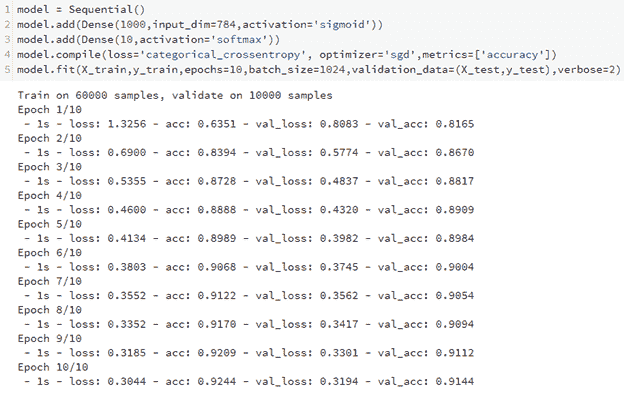 1 model = Sequential()
2 model.add(Dense(1000,input_dim=784,activation='sigmoid'))
3 model.add(Dense(10,activation='softmax'))
4 model.compile(loss='categorical_crossentropy', optimizer='sgd',metrics=['accuracy'])
5 model.fit(X_train,y_train,epochs=10,batch_size=1024,validation_data=(X_test,y_test),verbose=2)
Train on 60000 samples, validate on 10000 samples
Epoch 1/10
 - 1s - loss: 1.3256 - acc: 0.6351 - val_loss: 0.8083 - val_acc: 0.8165
Epoch 2/10
 - 1s - loss: 0.6900 - acc: 0.8394 - val_loss: 0.5774 - val_acc: 0.8670
Epoch 3/10
 - 1s - loss: 0.5355 - acc: 0.8728 - val_loss: 0.4837 - val_acc: 0.8817
Epoch 4/10
 - 1s - loss: 0.4600 - acc: 0.8888 - val_loss: 0.4320 - val_acc: 0.8909
Epoch 5/10
 - 1s - loss: 0.4134 - acc: 0.8989 - val_loss: 0.3982 - val_acc: 0.8984
Epoch 6/10
 - 1s - loss: 0.3803 - acc: 0.9068 - val_loss: 0.3745 - val_acc: 0.9004
Epoch 7/10
 - 1s - loss: 0.3552 - acc: 0.9122 - val_loss: 0.3562 - val_acc: 0.9054
Epoch 8/10
 - 1s - loss: 0.3352 - acc: 0.9170 - val_loss: 0.3417 - val_acc: 0.9094
Epoch 9/10
 - 1s - loss: 0.3185 - acc: 0.9209 - val_loss: 0.3301 - val_acc: 0.9112
Epoch 10/10
 - 1s - loss: 0.3044 - acc: 0.9244 - val_loss: 0.3194 - val_acc: 0.9144